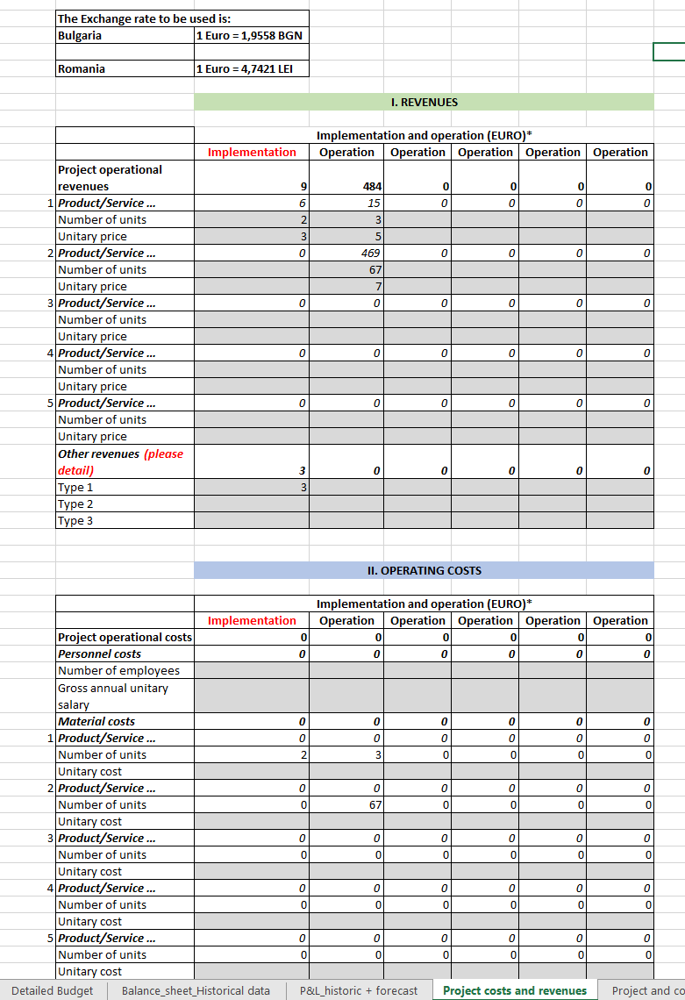 The Exchange rate to be used is:
Bulgaria 1 Euro = 1,9558 BGN
Romania 1 Euro = 4,7421 LEI
I. REVENUES
Implementation and operation (EURO)*
Implementation Operation Operation Operation Operation Operation
Project operational
revenues 9 484 0 0 0 0
1 Product/Service ... 6 15 0 0 0 0
Number of units 2 3
Unitary price 3 5
2 Product/Service ... 0 469 0 0 0 0
Number of units 67
Unitary price 7
3 Product/Service ... 0 0 0 0 0 0
Number of units
Unitary price
4 Product/Service ... 0 0 0 0 0 0
Number of units
Unitary price
5 Product/Service ... 0 0 0 0 0 0
Number of units
Unitary price
Other revenues (please
detail) 3 0 0 0 0 0
Type 1 3
Type 2
Type 3
II. OPERATING COSTS
Implementation and operation (EURO)*
Implementation Operation Operation Operation Operation Operation
Project operational costs 0 0 0 0 0 0
Personnel costs 0 0 0 0 0 0
Number of employees
Gross annual unitary
salary
Material costs 0 0 0 0 0 0
1 Product/Service ... 0 0 0 0 0 0
Number of units 2 3 0 0 0 0
Unitary cost
2 Product/Service ... 0 0 0 0 0 0
Number of units 0 67 0 0 0 0
Unitary cost
3 Product/Service ... 0 0 0 0 0 0
Number of units 0 0 0 0 0 0
Unitary cost
4 Product/Service ... 0 0 0 0 0 0
Number of units 0 0 0 0 0 0
Unitary cost
5 Product/Service ... 0 0 0 0 0 0
Number of units 0 0 0 0 0 0
Unitary cost
Detailed Budget Balance_sheet_Historical data P&L_historic + forecast Project costs and revenues Project and co